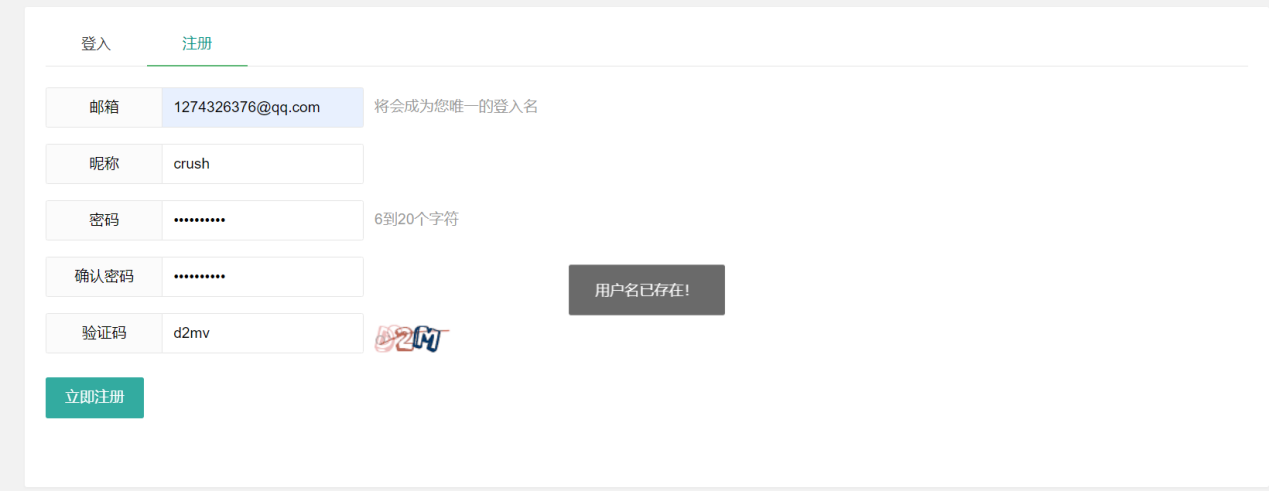 登入 注册
邮箱 1274326376@qq.com 将会成为您唯一的登入名
昵称 crush
密码 •••••••••• 6到20个字符
确认密码 ••••••••••
用户名已存在!
验证码 d2mv D2M
立即注册